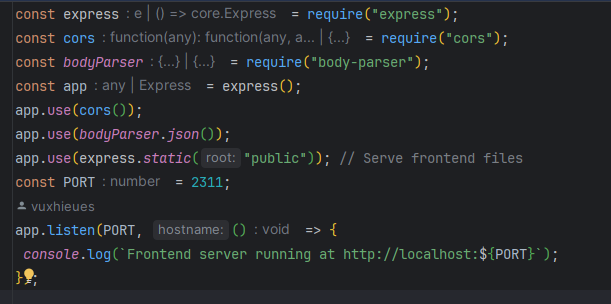 const express : e | () => core.Express = require("express");
const cors : function(any): function(any, a... | {...} = require("cors");
const bodyParser : {...} | {...} = require("body-parser");
const app : any | Express = express();
app.use(cors());
app.use(bodyParser.json());
app.use(express.static( root: "public")); // Serve frontend files
const PORT : number = 2311;
vuxhieues
app.listen(PORT, hostname: () : void => {
console.log(`Frontend server running at http://localhost:${PORT}`);
});